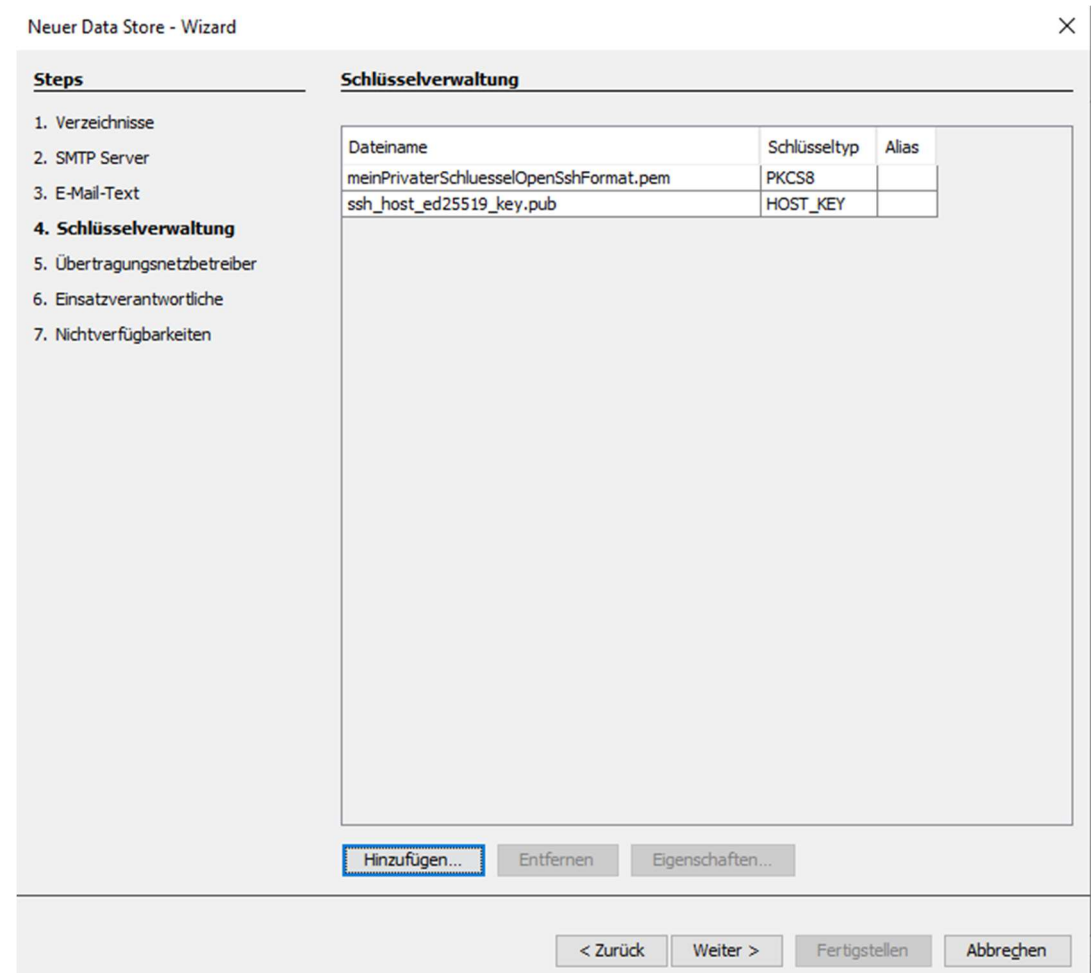 Neuer Data Store - Wizard
Steps
1. Verzeichnisse
2. SMTP Server
3. E-Mail-Text
4. Schlüsselverwaltung
5. Übertragungsnetzbetreiber
6. Einsatzverantwortliche
7. Nichtverfügbarkeiten
Schlüsselverwaltung
Dateiname Schlüsseltyp Alias
meinPrivaterSchluesselOpenSshFormat.pem PKCS8
ssh_host_ed25519_key.pub HOST_KEY
Hinzufügen... Entfernen Eigenschaften...
< Zurück Weiter > Fertigstellen Abbrechen